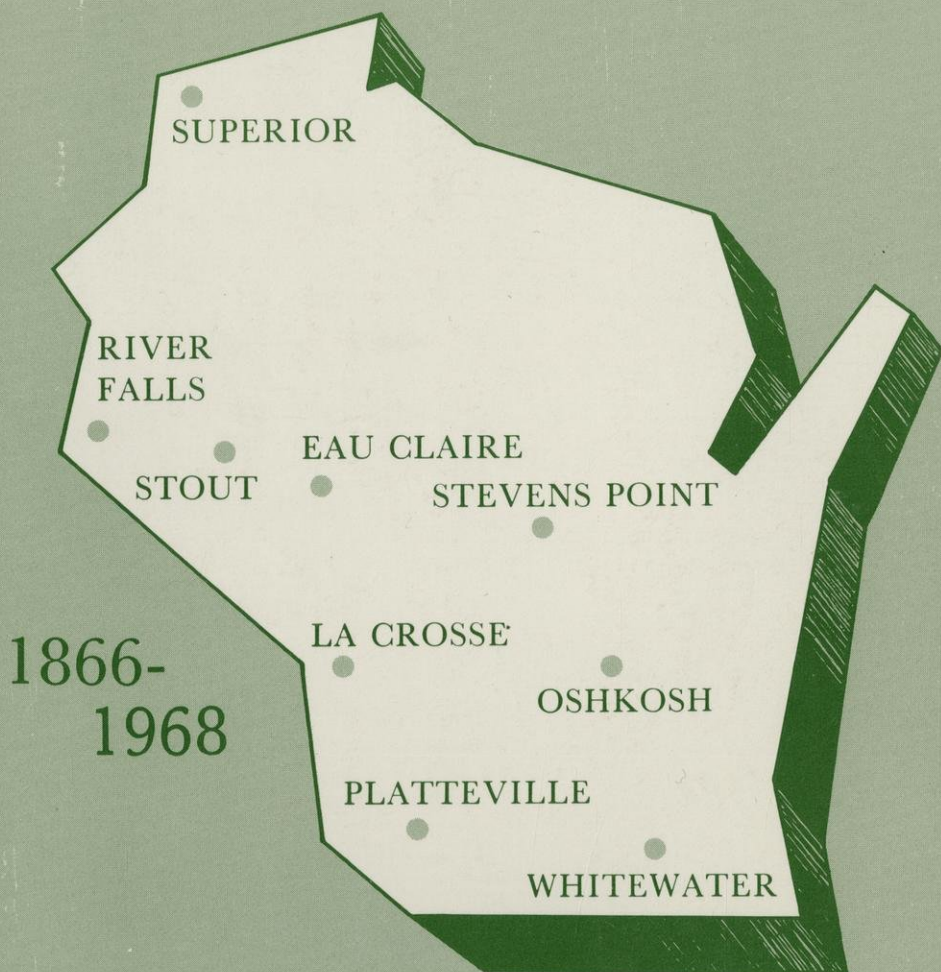 SUPERIOR
RIVER
FALLS
EAU CLAIRE
STOUT
STEVENS POINT
LA CROSSE
1866-
1968
OSHKOSH
PLATTEVILLE
WHITEWATER